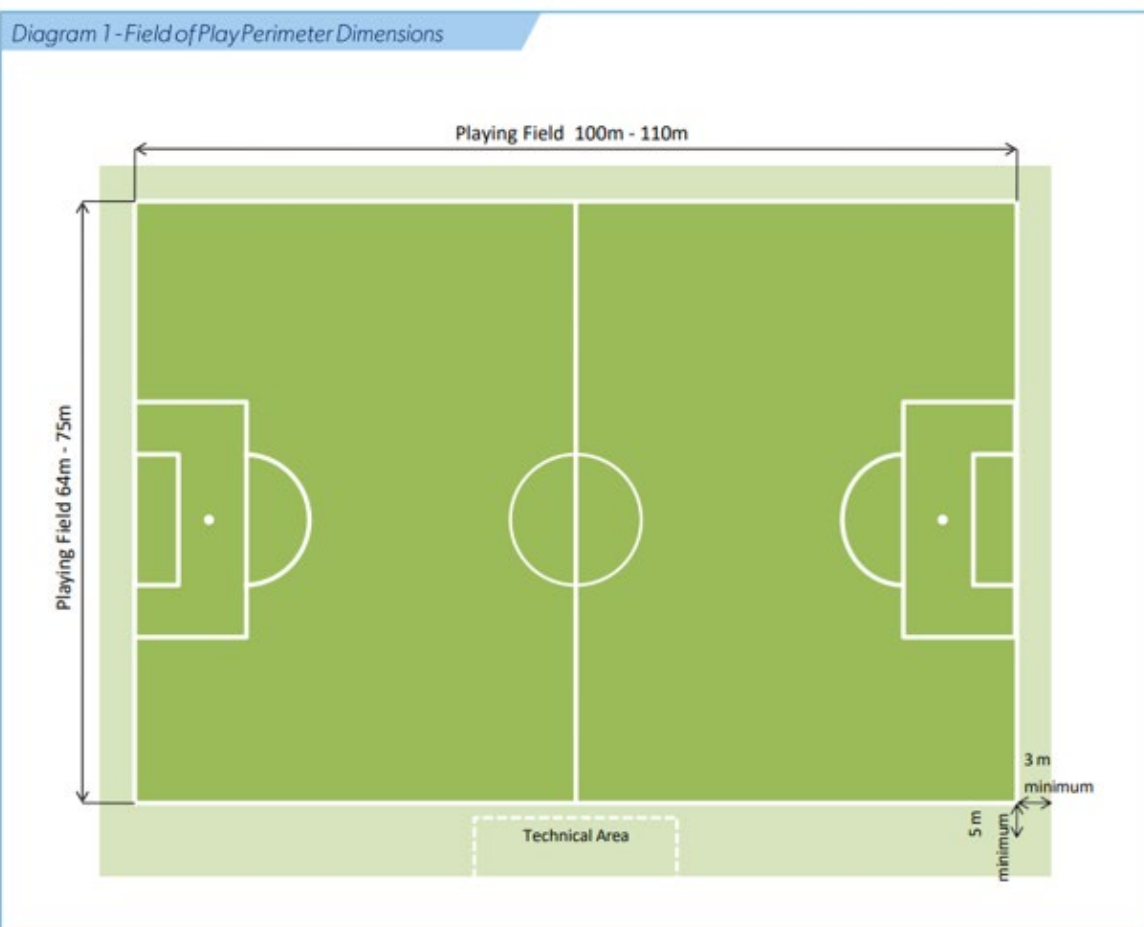 Diagram 1 - Field of Play Perimeter Dimensions
Playing Field 100m - 110m
Playing Field 64m - 75m
3 m
minimum
5 m
minimum
Technical Area